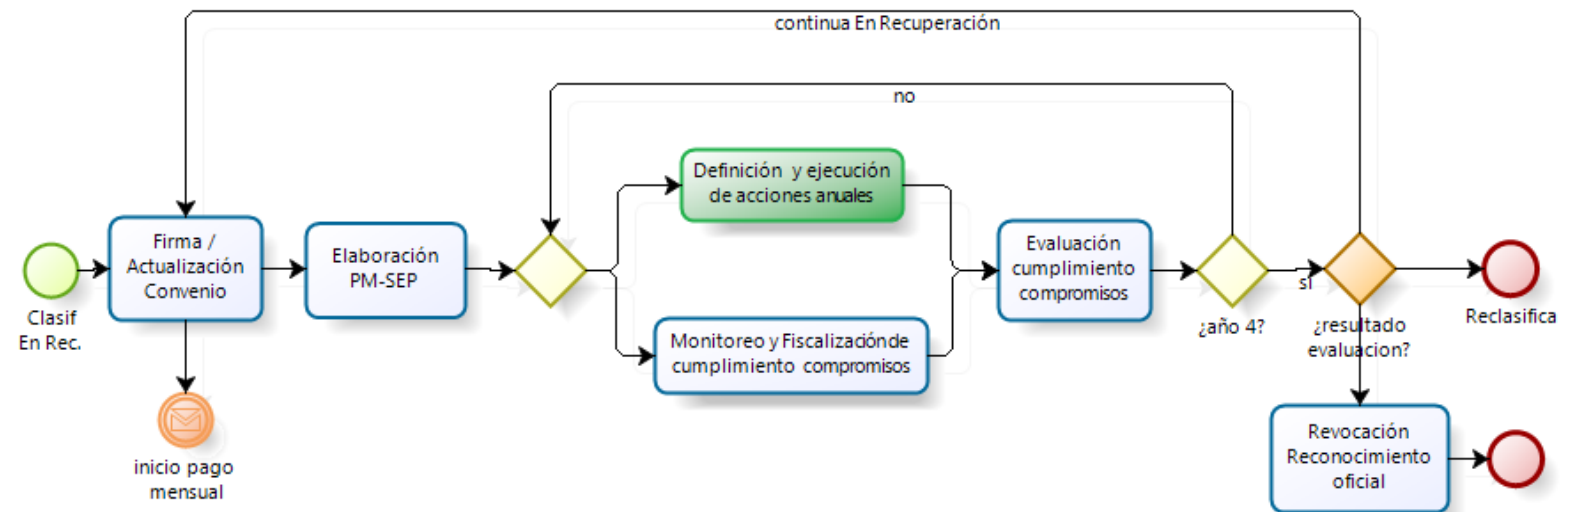 continua En Recuperación
no
Definición y ejecución
de acciones anuales
Firma /
Actualización
Convenio
Elaboración
PM-SEP
Evaluación
cumplimiento
compromisos
Clasif
En Rec.
si
¿año 4?
¿resultado
evaluacion?
Reclasifica
Monitoreo y Fiscalizaciónde
cumplimiento compromisos
inicio pago
mensual
Revocación
Reconocimiento
oficial